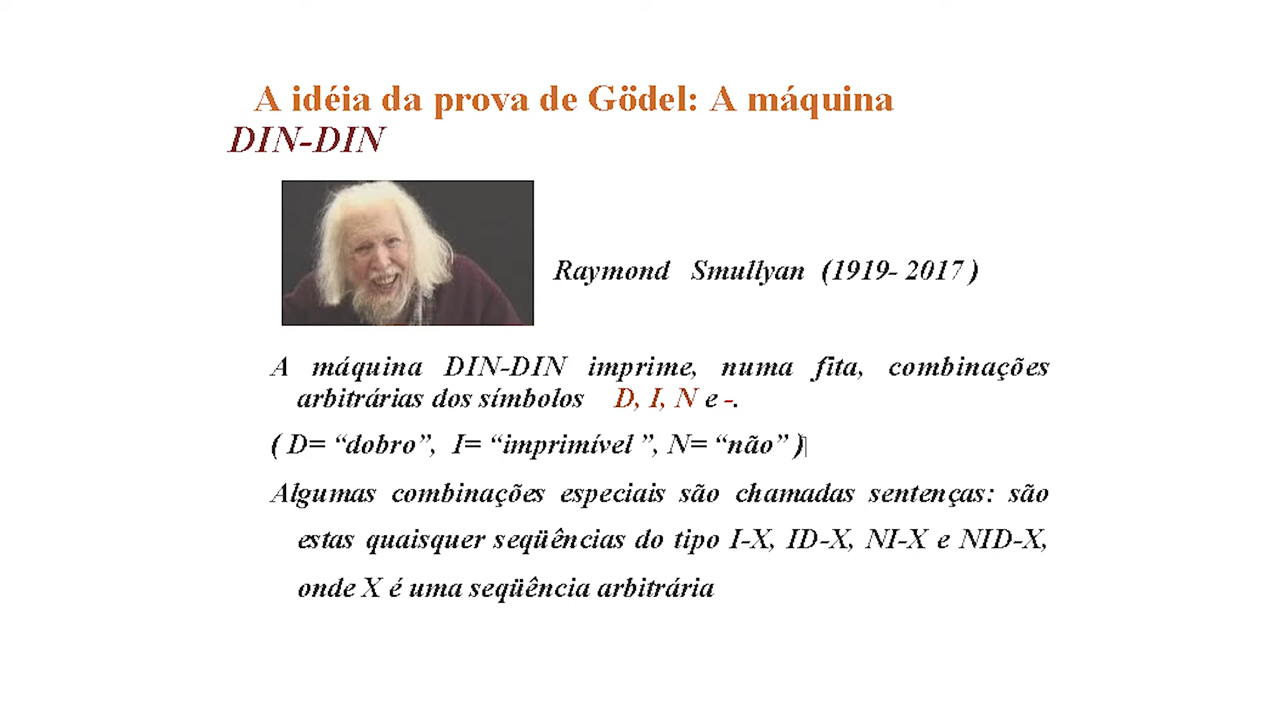 A idéia da prova de Gödel: A máquina
DIN-DIN
Raymond Smullyan (1919- 2017 )
A máquina DIN-DIN imprime, numa fita, combinações
arbitrárias dos símbolos D, I, N e -.
( D= “dobro”, I= “imprimível ”, N= “não” )
Algumas combinações especiais são chamadas sentenças: são
estas quaisquer seqüências do tipo I-X, ID-X, NI-X e NID-X,
onde X é uma seqüência arbitrária